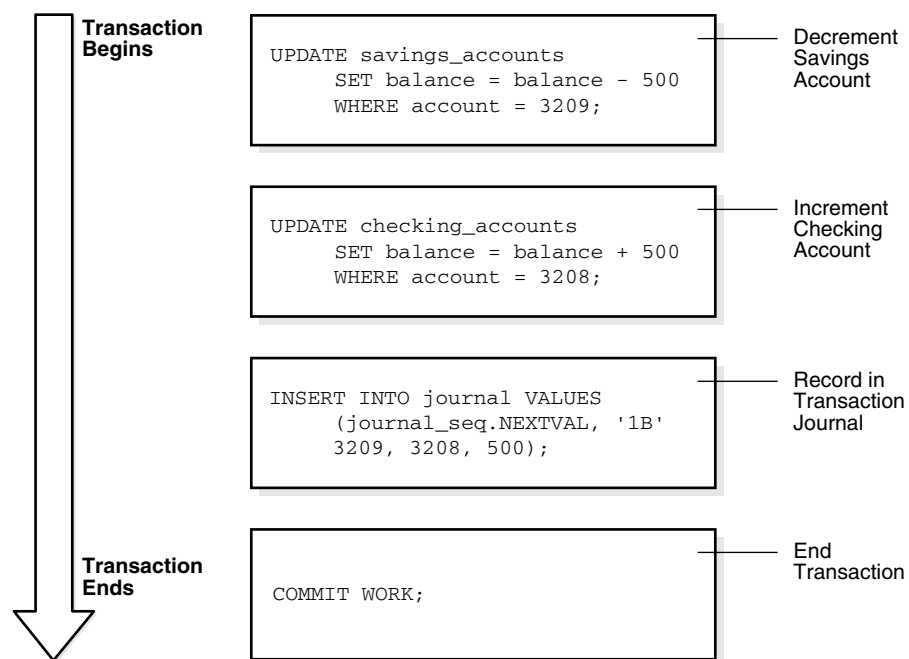 Transaction
Begins
UPDATE savings_accounts
SET balance = balance - 500
WHERE account = 3209;
Decrement
Savings
Account
UPDATE checking_accounts
SET balance = balance + 500
WHERE account = 3208;
Increment
Checking
Account
INSERT INTO journal VALUES
(journal_seq.NEXTVAL, '1B'
3209, 3208, 500);
Record in
Transaction
Journal
Transaction
Ends
COMMIT WORK;
End
Transaction